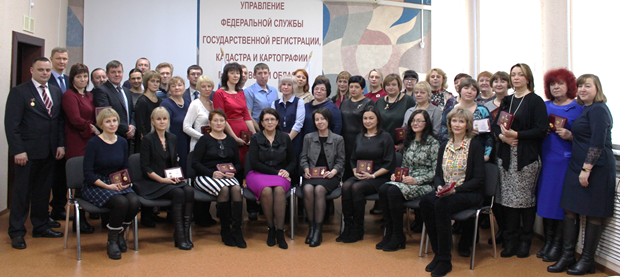 УПРАВЛЕНИЕ
ФЕДЕРАЛЬНОЙ СЛУЖБЫ
ГОСУДАРСТВЕННОЙ РЕГИСТРАЦИИ,
КАДАСТРА И КАРТОГРАФИИ